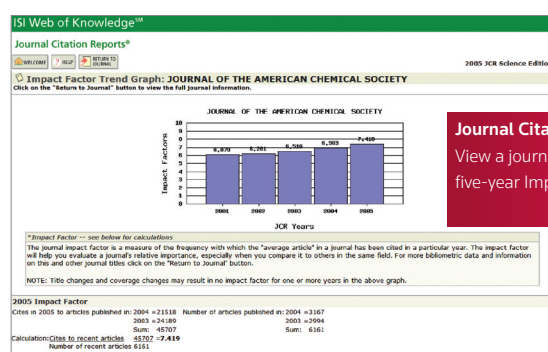 ISI Web of Knowledge℠
Journal Citation Reports®
WELCOME ? HELP RETURN TO JOURNAL
2005 JCR Science Edition
Impact Factor Trend Graph: JOURNAL OF THE AMERICAN CHEMICAL SOCIETY
Click on the "Return to Journal" button to view the full journal information.
JOURNAL OF THE AMERICAN CHEMICAL SOCIETY
Impact Factors
10
9
8
7
6
5
4
3
2
1
0
6.079 6.201 6.516 6.903 7.419
2001 2002 2003 2004 2005
JCR Years
Journal Cita
View a journ
five-year Imp
*Impact Factor -- see below for calculations
The journal impact factor is a measure of the frequency with which the "average article" in a journal has been cited in a particular year. The impact factor
will help you evaluate a journal's relative importance, especially when you compare it to others in the same field. For more bibliometric data and information
on this and other journal titles click on the "Return to Journal" button.
NOTE: Title changes and coverage changes may result in no impact factor for one or more years in the above graph.
2005 Impact Factor
Cites in 2005 to articles published in: 2004 =21518 Number of articles published in: 2004 =3167
2003 =24189 2003 =2994
Sum: 45707 Sum: 6161
Calculation:Cites to recent articles 45707 =7.419
Number of recent articles 6161